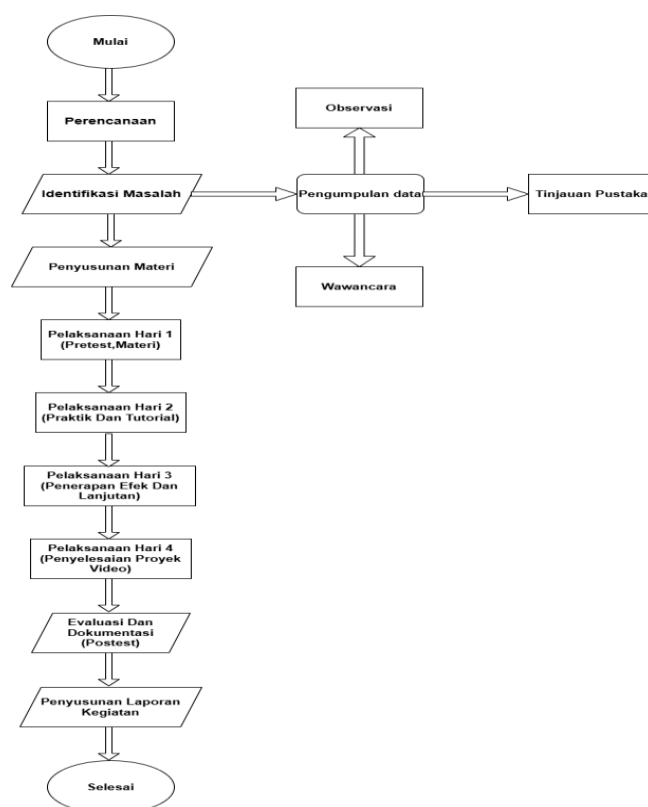 Mulai
Perencanaan
Identifikasi Masalah
Pengumpulan data
Observasi
Tinjauan Pustaka
Wawancara
Penyusunan Materi
Pelaksanaan Hari 1
(Pretest,Materi)
Pelaksanaan Hari 2
(Praktik Dan Tutorial)
Pelaksanaan Hari 3
(Penerapan Efek Dan
Lanjutan)
Pelaksanaan Hari 4
(Penyelesaian Proyek
Video)
Evaluasi Dan
Dokumentasi
(Postest)
Penyusunan Laporan
Kegiatan
Selesai